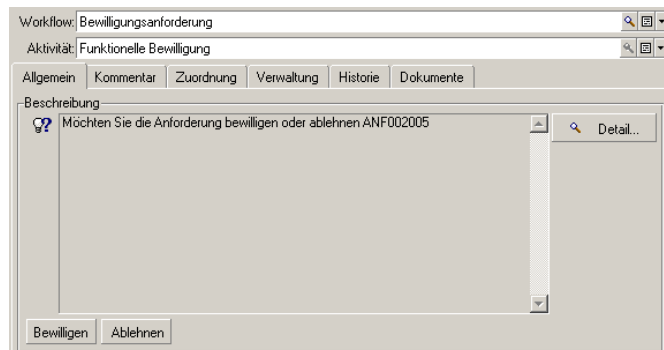 Workflow: Bewilligungsanforderung
Aktivität: Funktionelle Bewilligung
Allgemein Kommentar Zuordnung Verwaltung Historie Dokumente
Beschreibung
Möchten Sie die Anforderung bewilligen oder ablehnen ANF002005
Detail...
Bewilligen Ablehnen